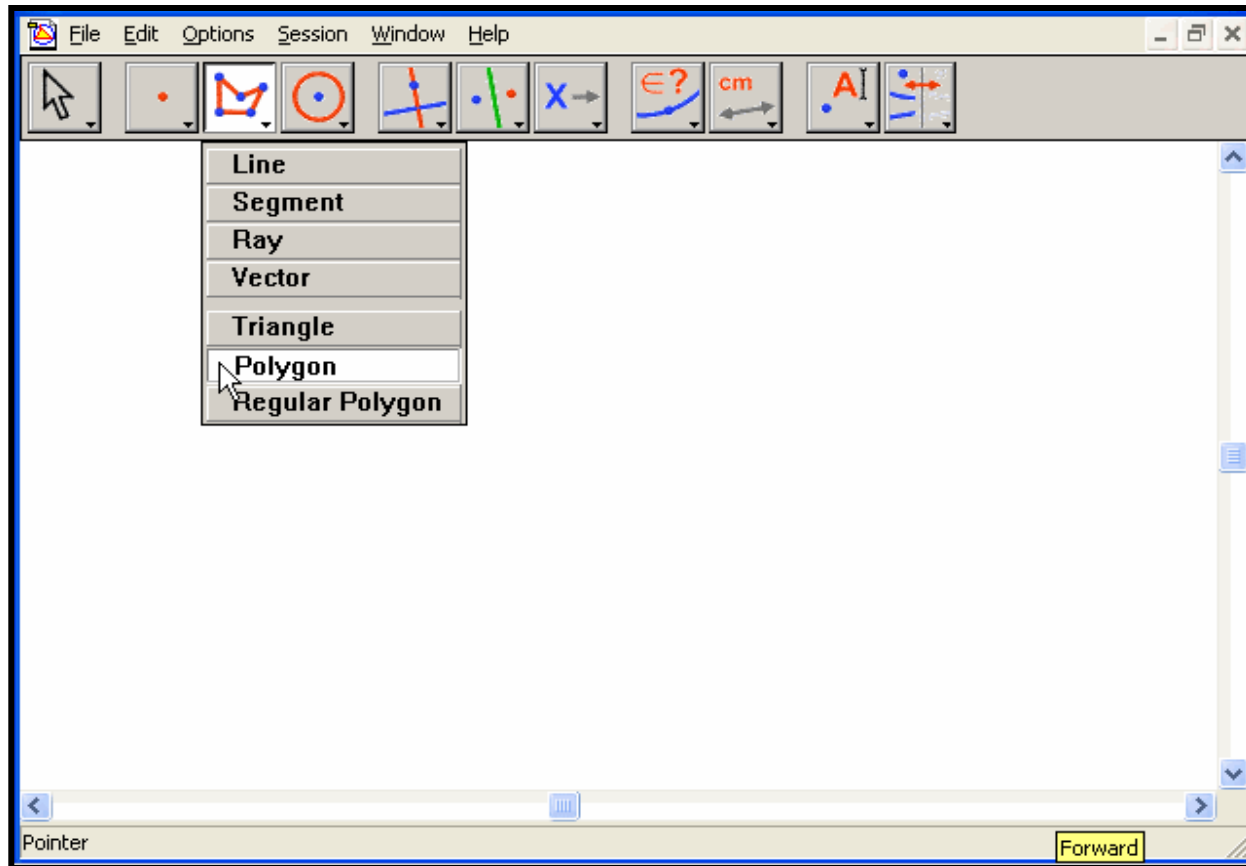 File Edit Options Session Window Help
X ∈? cm A
Line
Segment
Ray
Vector
Triangle
Polygon
Regular Polygon
Pointer
Forward